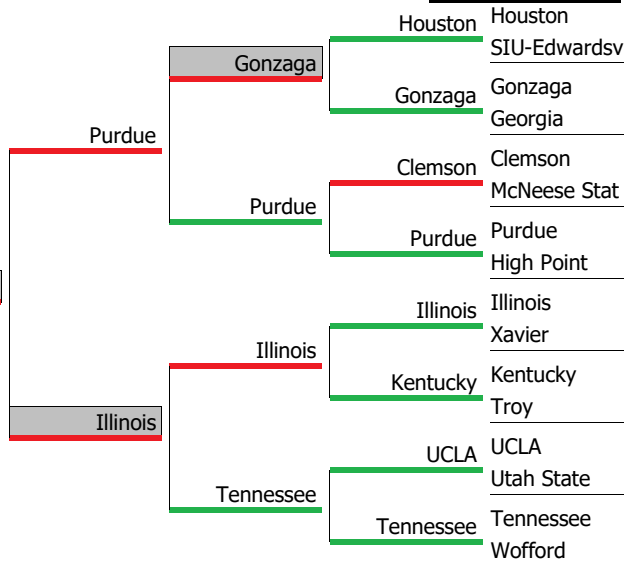 Houston
Houston
SIU-Edwardsv
Gonzaga
Gonzaga
Gonzaga
Georgia
Purdue
Clemson
Clemson
McNeese Stat
Purdue
Purdue
Purdue
High Point
Illinois
Illinois
Xavier
Illinois
Kentucky
Kentucky
Troy
Illinois
UCLA
UCLA
Utah State
Tennessee
Tennessee
Tennessee
Wofford